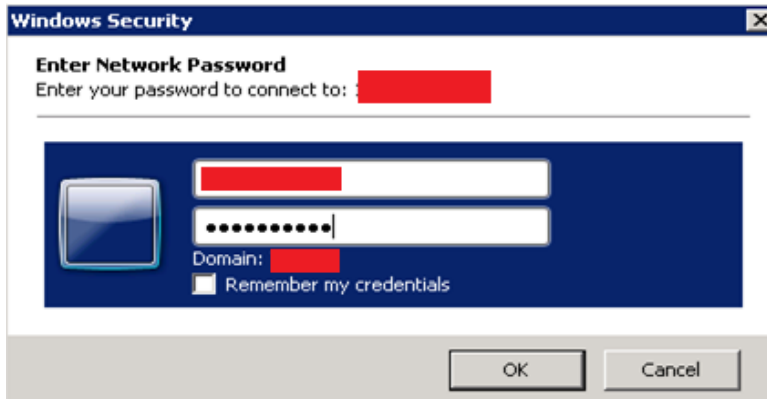 Windows Security
Enter Network Password
Enter your password to connect to:
••••••••••
Domain:
Remember my credentials
OK
Cancel